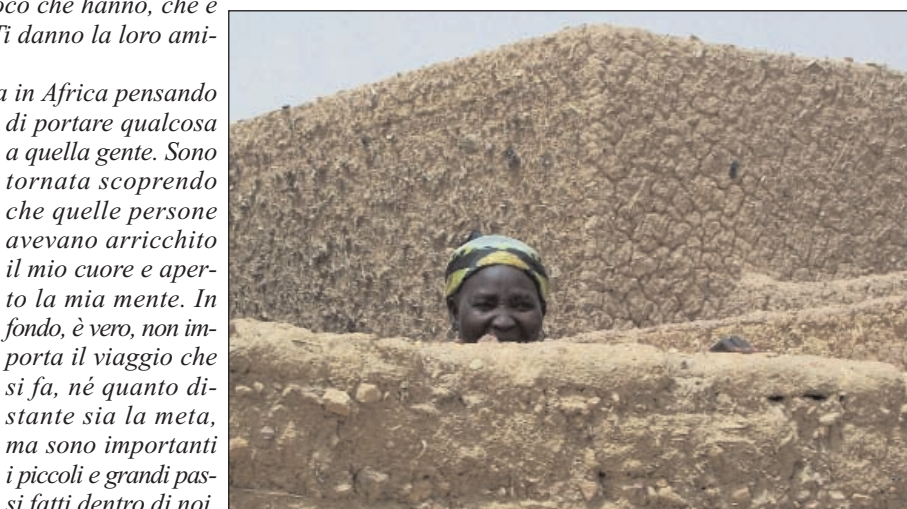 oco che hanno, che è
Ti danno la loro ami-
a in Africa pensando
di portare qualcosa
a quella gente. Sono
tornata scoprendo
che quelle persone
avevano arricchito
il mio cuore e aper-
to la mia mente. In
fondo, è vero, non im-
porta il viaggio che
si fa, né quanto di-
stante sia la meta,
ma sono importanti
i piccoli e grandi pas-
si fatti dentro di noi.